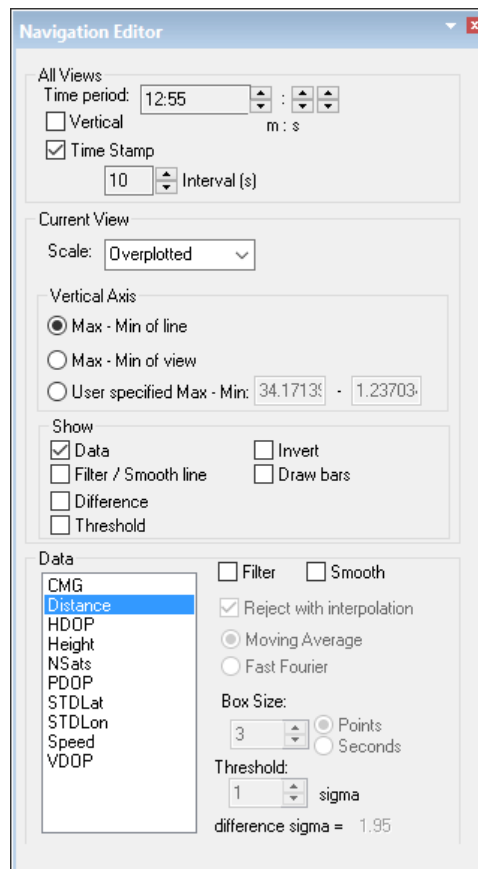 Navigation Editor
All Views
Time period: 12:55 :
Vertical m : s
Time Stamp
10 Interval (s)
Current View
Scale: Overplotted
Vertical Axis
Max - Min of line
Max - Min of view
User specified Max - Min: 34.17139 - 1.23703
Show
Data Invert
Filter / Smooth line Draw bars
Difference
Threshold
Data
Filter Smooth
CMG
Distance
HDOP
Height
NSats
PDOP
STDLat
STDLon
Speed
VDOP
Reject with interpolation
Moving Average
Fast Fourier
Box Size:
3 Points
Seconds
Threshold:
1 sigma
difference sigma = 1.95